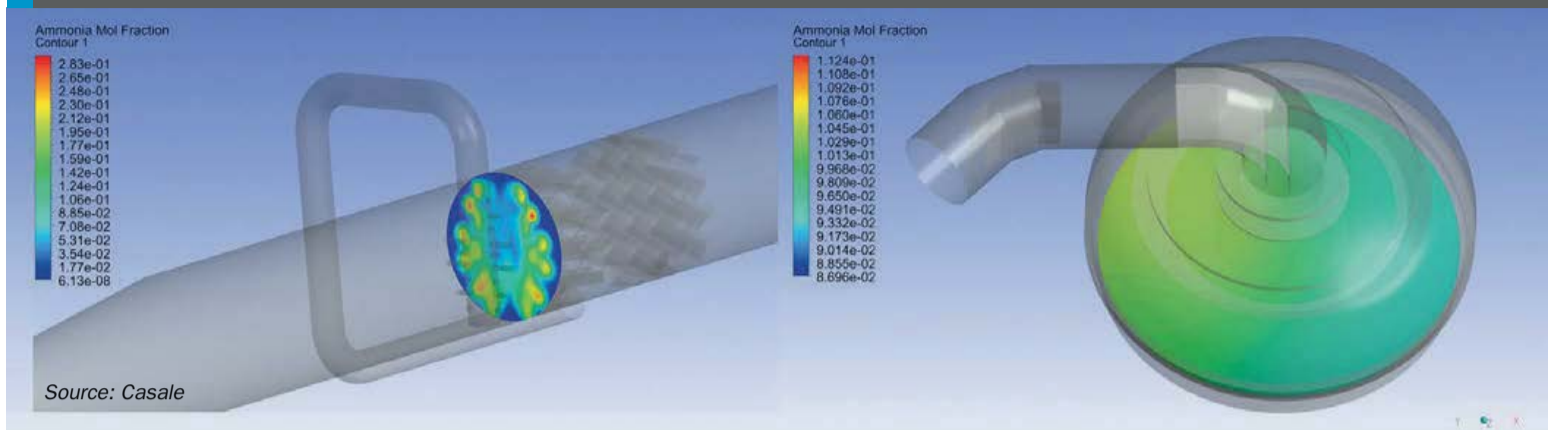 Ammonia Mol Fraction
Contour 1
2.83e-01
2.65e-01
2.48e-01
2.30e-01
2.12e-01
1.95e-01
1.77e-01
1.59e-01
1.42e-01
1.24e-01
1.06e-01
8.85e-02
7.08e-02
5.31e-02
3.54e-02
1.77e-02
6.13e-08
Source: Casale
Ammonia Mol Fraction
Contour 1
1.124e-01
1.108e-01
1.092e-01
1.076e-01
1.060e-01
1.045e-01
1.029e-01
1.013e-01
9.968e-02
9.809e-02
9.650e-02
9.491e-02
9.332e-02
9.173e-02
9.014e-02
8.855e-02
8.696e-02
Y Z X